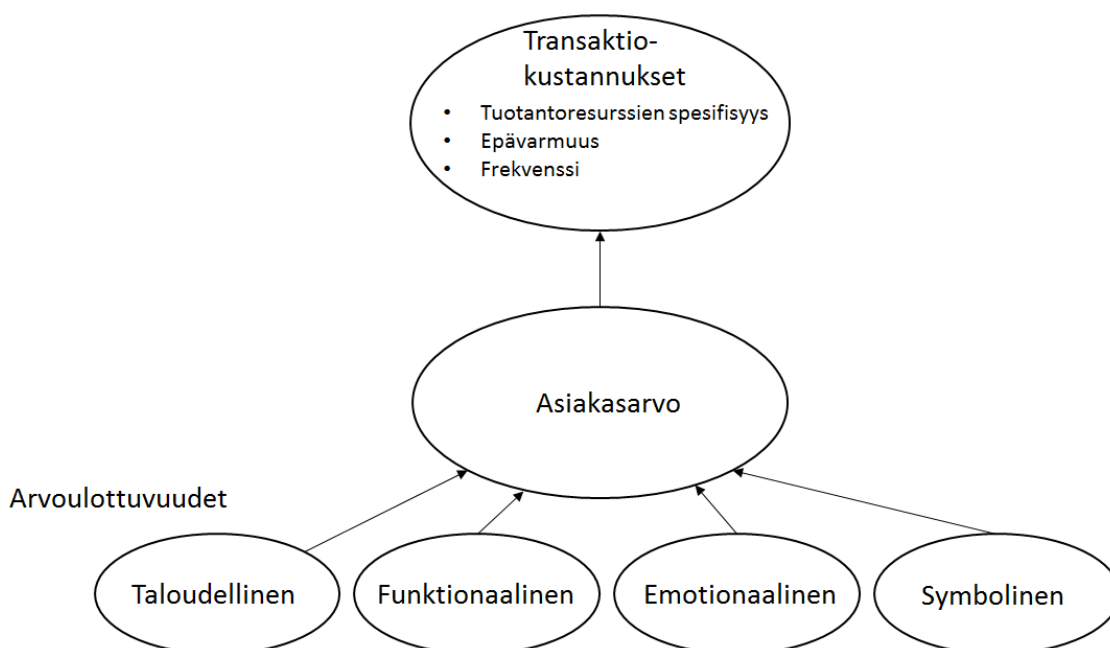 Transaktio-
kustannukset
• Tuotantoresurssien spesifisyys
• Epävarmuus
• Frekvenssi
Asiakasarvo
Arvoulottuvuudet
Taloudellinen
Funktionaalinen
Emotionaalinen
Symbolinen